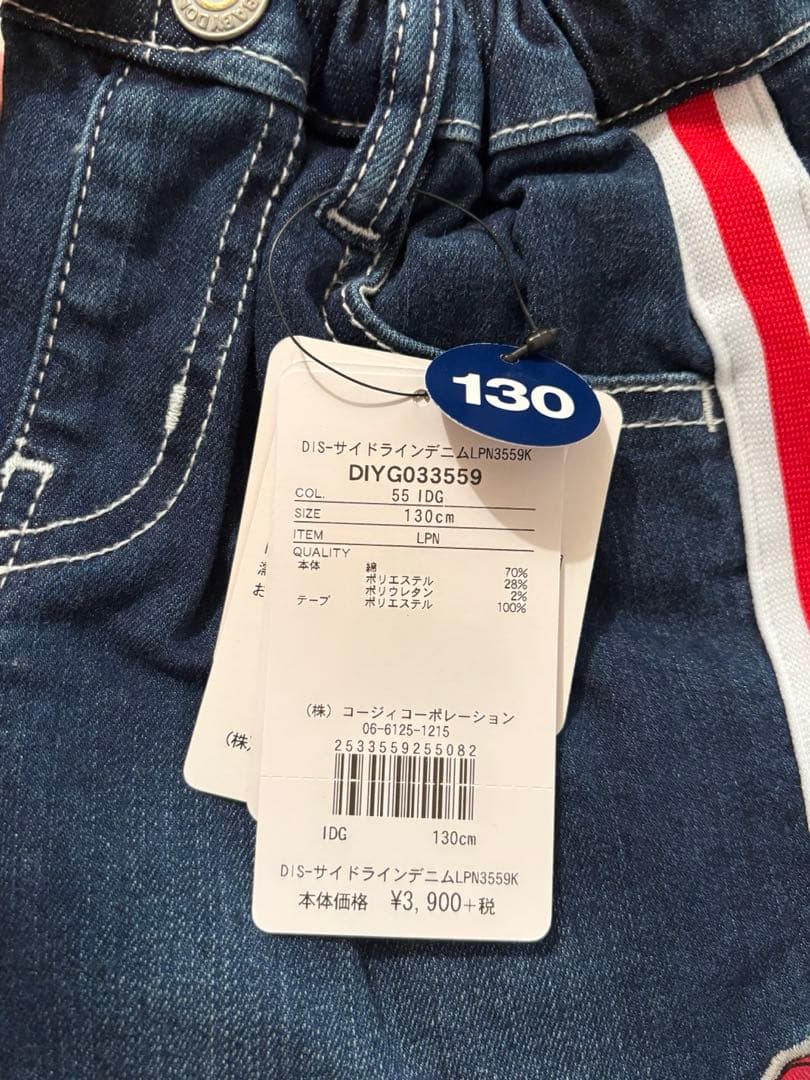 BABYDOL
130
DIS-サイドラインデニムLPN3559K
DIYG033559
COL. 55 IDG
SIZE 130cm
ITEM LPN
QUALITY
本体 綿 70%
ポリエステル 28%
ポリウレタン 2%
テープ ポリエステル 100%
お
(株)
(株) コージィコーポレーション
06-6125-1215
2533559255082
IDG 130cm
DIS-サイドラインデニムLPN3559K
本体価格 ¥3,900+税